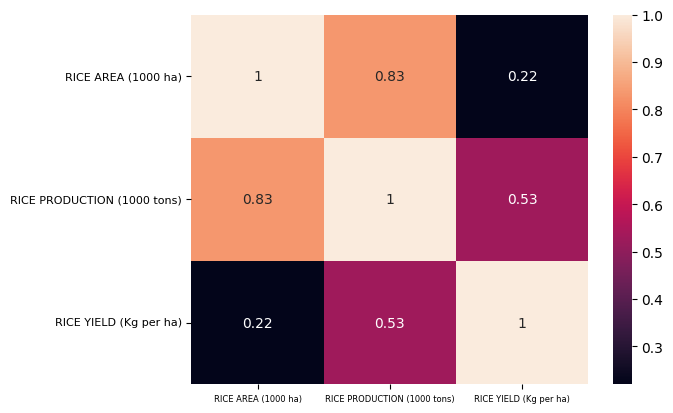 RICE AREA (1000 ha)
1
0.83
0.22
RICE PRODUCTION (1000 tons)
0.83
1
0.53
RICE YIELD (Kg per ha)
0.22
0.53
1
RICE AREA (1000 ha)
RICE PRODUCTION (1000 tons)
RICE YIELD (Kg per ha)
1.0
0.9
0.8
0.7
0.6
0.5
0.4
0.3